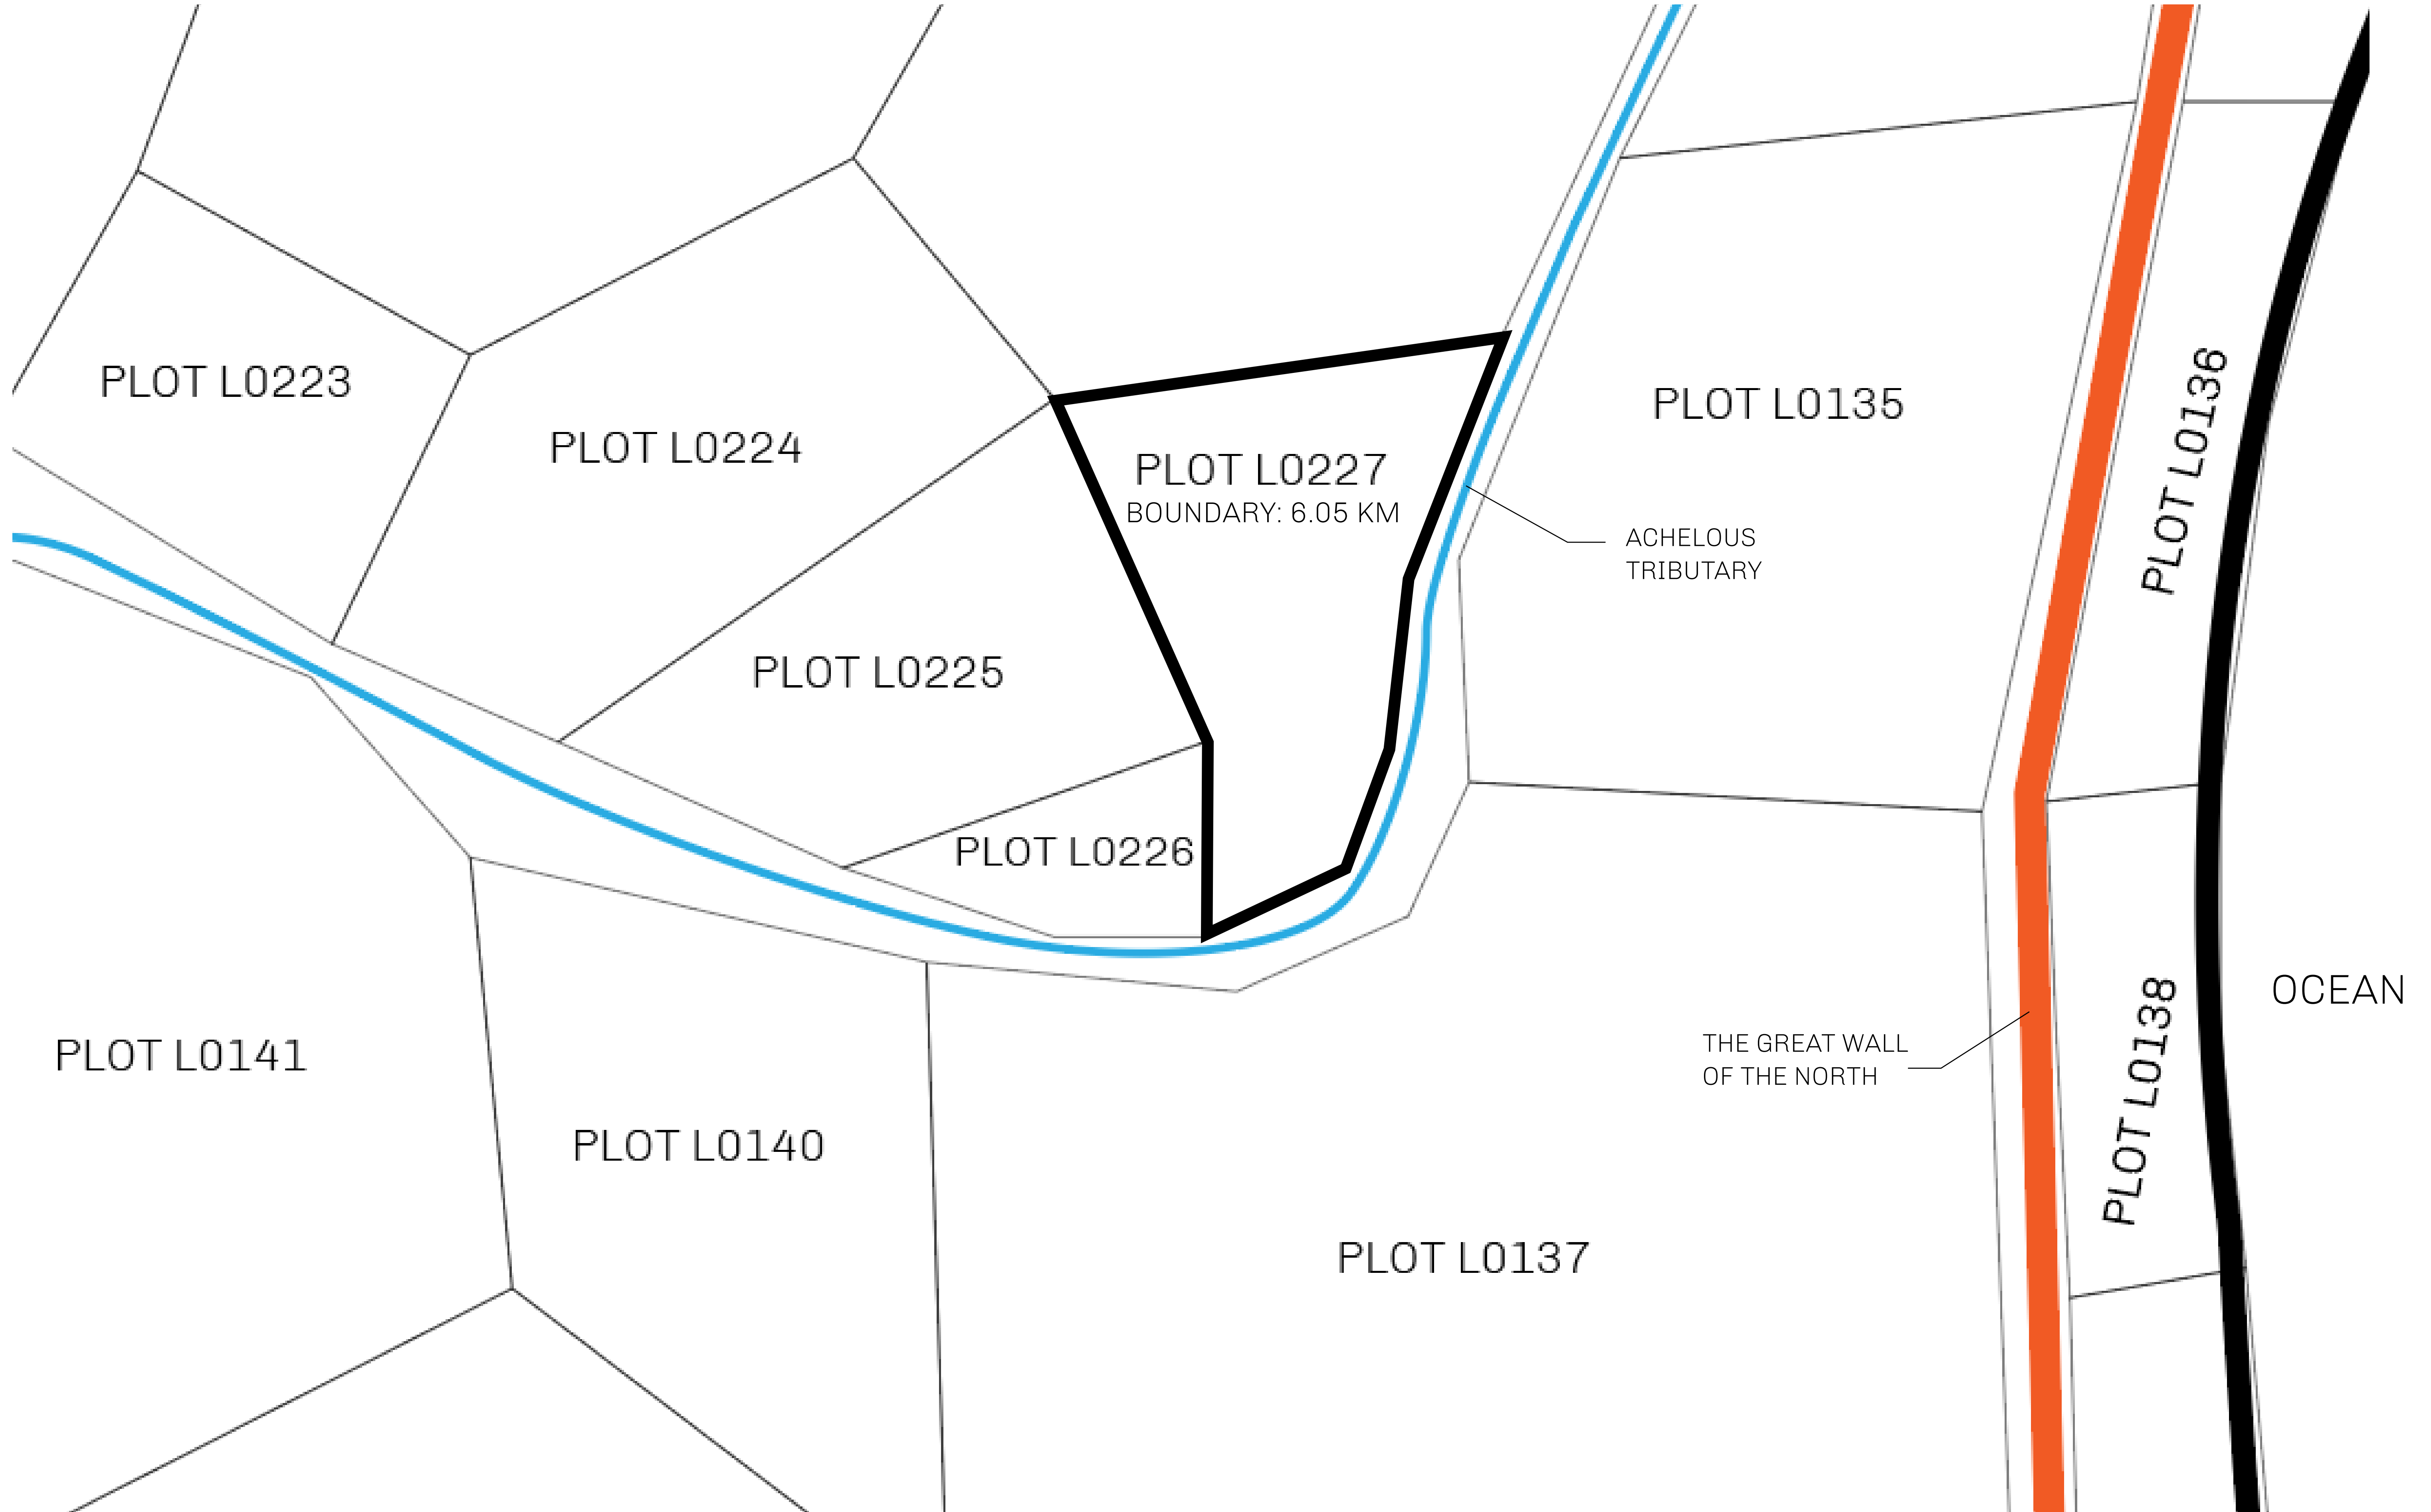 PLOT L0223
PLOT L0224
PLOT L0227
BOUNDARY: 6.05 KM
PLOT L0135
PLOT L0136
ACHELOUS
TRIBUTARY
PLOT L0225
PLOT L0226
OCEAN
THE GREAT WALL
OF THE NORTH
PLOT L0138
PLOT L0141
PLOT L0140
PLOT L0137